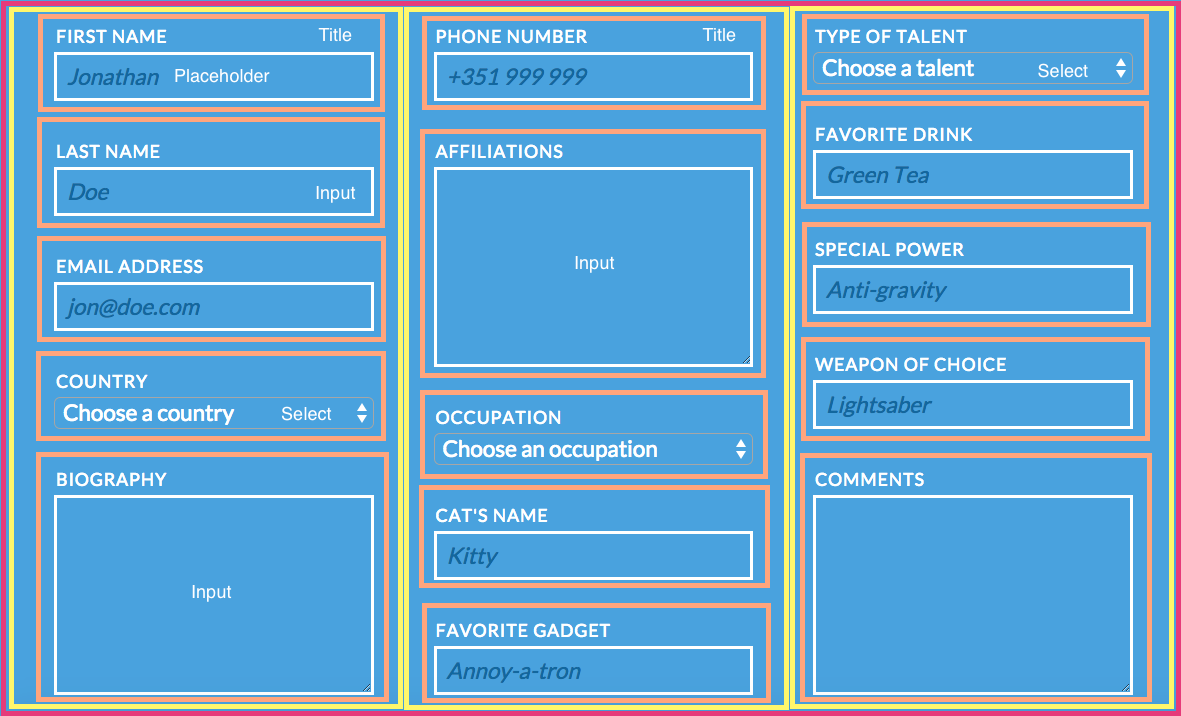 FIRST NAME Title
Jonathan Placeholder
LAST NAME
Doe Input
EMAIL ADDRESS
jon@doe.com
COUNTRY
Choose a country Select
BIOGRAPHY
Input
PHONE NUMBER Title
+351 999 999
AFFILIATIONS
Input
OCCUPATION
Choose an occupation
CAT'S NAME
Kitty
FAVORITE GADGET
Annoy-a-tron
TYPE OF TALENT
Choose a talent Select
FAVORITE DRINK
Green Tea
SPECIAL POWER
Anti-gravity
WEAPON OF CHOICE
Lightsaber
COMMENTS